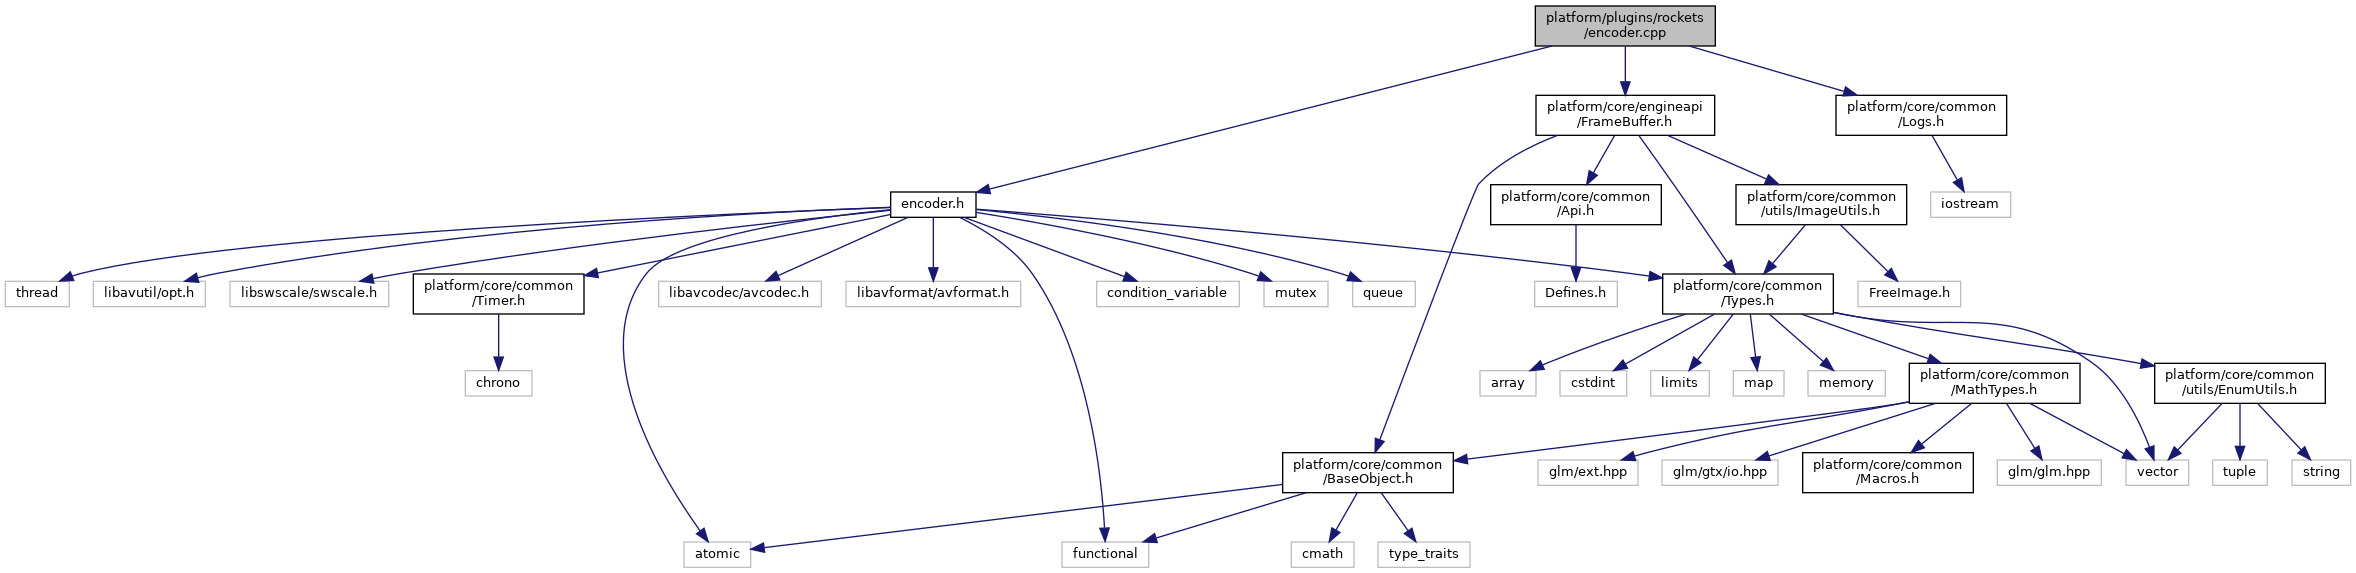 platform/plugins/rockets
/encoder.cpp
platform/core/engineapi
/FrameBuffer.h
platform/core/common
/Logs.h
encoder.h
platform/core/common
/Api.h
platform/core/common
/utils/ImageUtils.h
iostream
thread
libavutil/opt.h
libswscale/swscale.h
platform/core/common
/Timer.h
libavcodec/avcodec.h
libavformat/avformat.h
condition_variable
mutex
queue
Defines.h
platform/core/common
/Types.h
FreeImage.h
chrono
array
cstdint
limits
map
memory
platform/core/common
/MathTypes.h
platform/core/common
/utils/EnumUtils.h
platform/core/common
/BaseObject.h
glm/ext.hpp
glm/gtx/io.hpp
platform/core/common
/Macros.h
glm/glm.hpp
vector
tuple
string
atomic
functional
cmath
type_traits